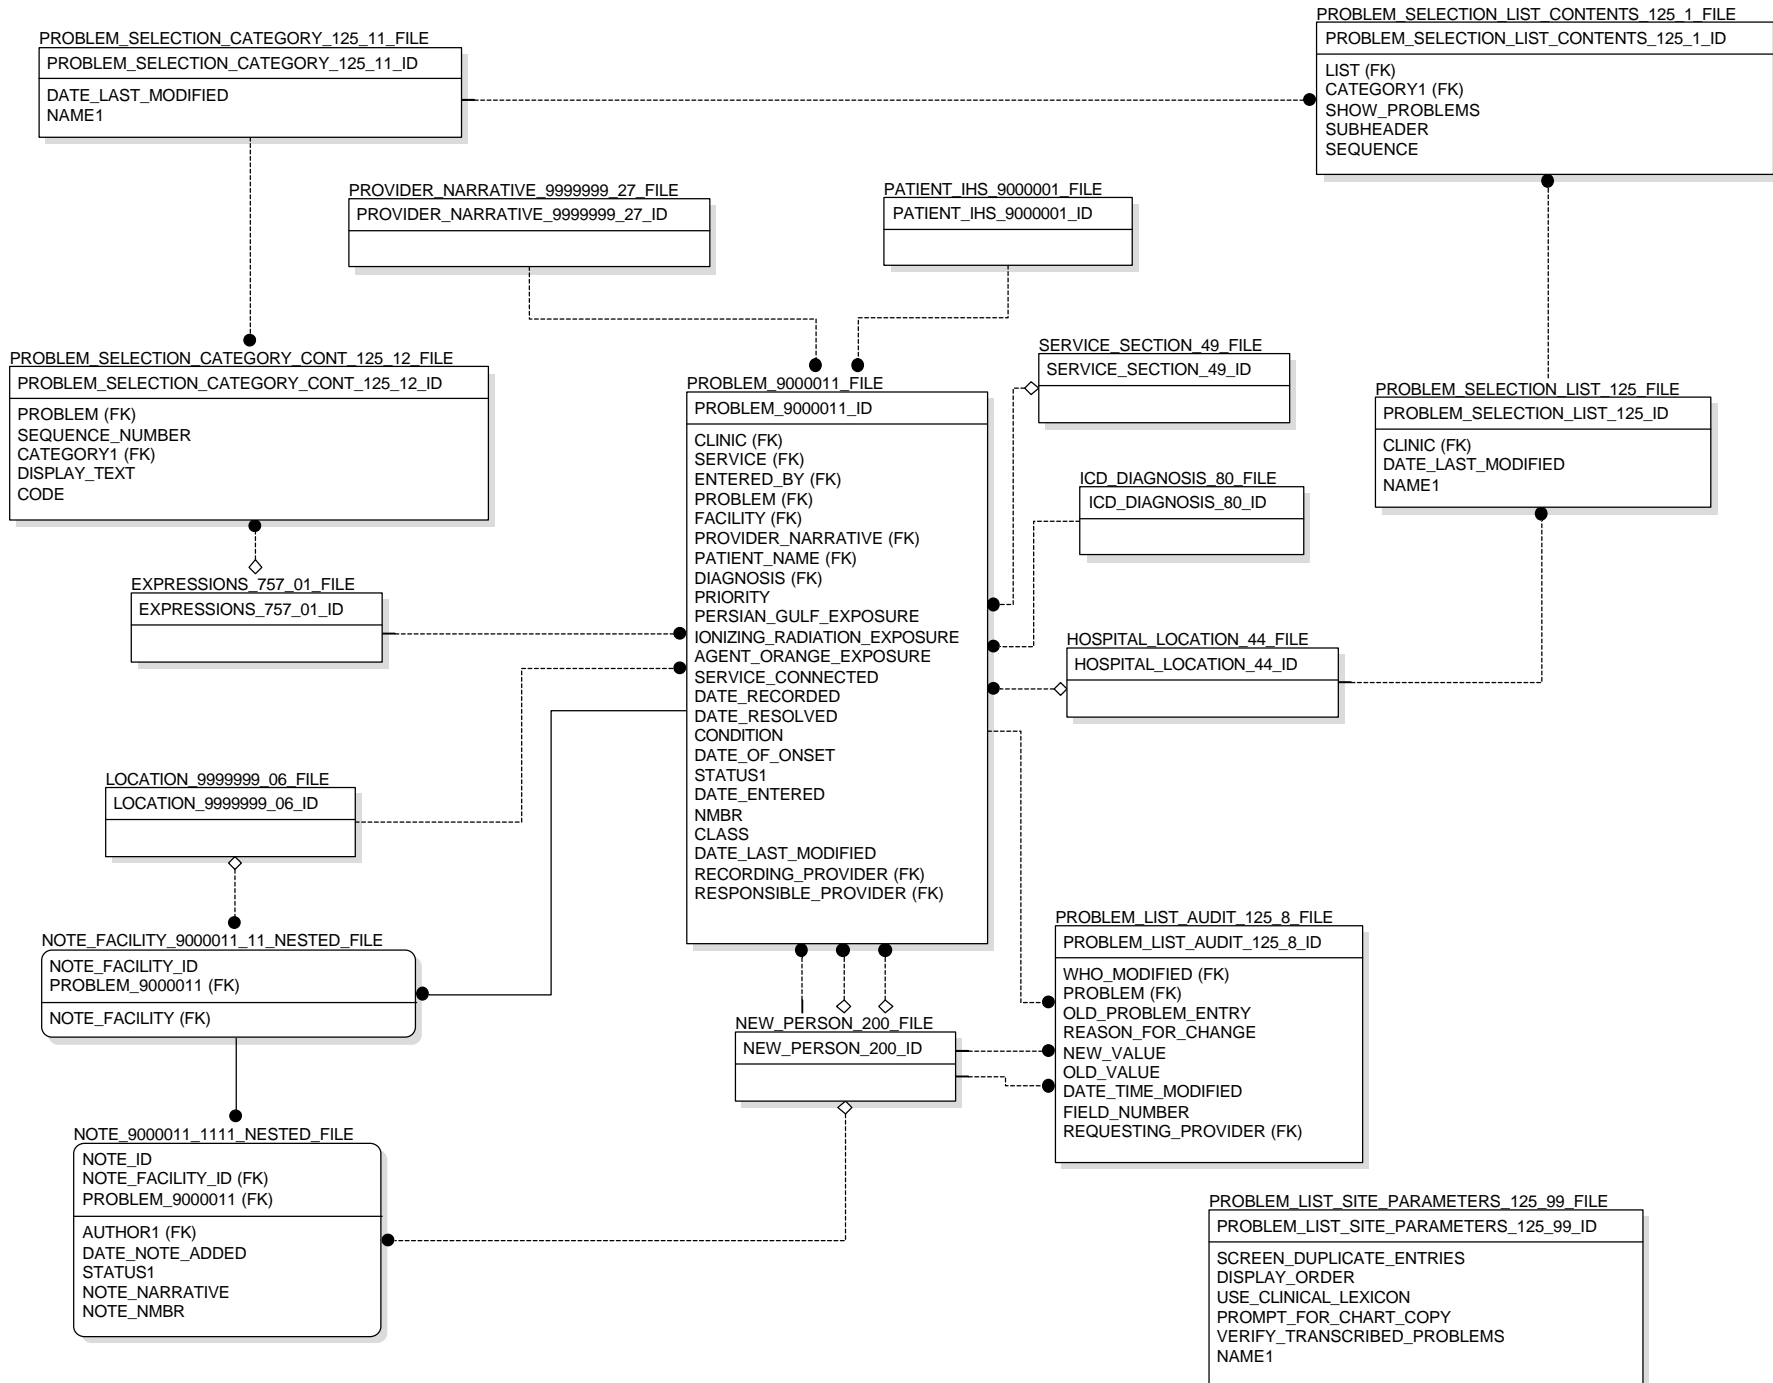 PROBLEM_SELECTION_CATEGORY_125_11_FILE
PROBLEM_SELECTION_CATEGORY_125_11_ID
DATE_LAST_MODIFIED
NAME1
PROBLEM_SELECTION_LIST_CONTENTS_125_1_FILE
PROBLEM_SELECTION_LIST_CONTENTS_125_1_ID
LIST (FK)
CATEGORY1 (FK)
SHOW_PROBLEMS
SUBHEADER
SEQUENCE
PROVIDER_NARRATIVE_9999999_27_FILE
PROVIDER_NARRATIVE_9999999_27_ID
PATIENT_IHS_9000001_FILE
PATIENT_IHS_9000001_ID
PROBLEM_SELECTION_CATEGORY_CONT_125_12_FILE
PROBLEM_SELECTION_CATEGORY_CONT_125_12_ID
PROBLEM (FK)
SEQUENCE_NUMBER
CATEGORY1 (FK)
DISPLAY_TEXT
CODE
PROBLEM_9000011_FILE
PROBLEM_9000011_ID
CLINIC (FK)
SERVICE (FK)
ENTERED_BY (FK)
PROBLEM (FK)
FACILITY (FK)
PROVIDER_NARRATIVE (FK)
PATIENT_NAME (FK)
DIAGNOSIS (FK)
PRIORITY
PERSIAN_GULF_EXPOSURE
IONIZING_RADIATION_EXPOSURE
AGENT_ORANGE_EXPOSURE
SERVICE_CONNECTED
DATE_RECORDED
DATE_RESOLVED
CONDITION
DATE_OF_ONSET
STATUS1
DATE_ENTERED
NMBR
CLASS
DATE_LAST_MODIFIED
RECORDING_PROVIDER (FK)
RESPONSIBLE_PROVIDER (FK)
SERVICE_SECTION_49_FILE
SERVICE_SECTION_49_ID
PROBLEM_SELECTION_LIST_125_FILE
PROBLEM_SELECTION_LIST_125_ID
CLINIC (FK)
DATE_LAST_MODIFIED
NAME1
ICD_DIAGNOSIS_80_FILE
ICD_DIAGNOSIS_80_ID
EXPRESSIONS_757_01_FILE
EXPRESSIONS_757_01_ID
HOSPITAL_LOCATION_44_FILE
HOSPITAL_LOCATION_44_ID
LOCATION_9999999_06_FILE
LOCATION_9999999_06_ID
NOTE_FACILITY_9000011_11_NESTED_FILE
NOTE_FACILITY_ID
PROBLEM_9000011 (FK)
NOTE_FACILITY (FK)
PROBLEM_LIST_AUDIT_125_8_FILE
PROBLEM_LIST_AUDIT_125_8_ID
WHO_MODIFIED (FK)
PROBLEM (FK)
OLD_PROBLEM_ENTRY
REASON_FOR_CHANGE
NEW_VALUE
OLD_VALUE
DATE_TIME_MODIFIED
FIELD_NUMBER
REQUESTING_PROVIDER (FK)
NEW_PERSON_200_FILE
NEW_PERSON_200_ID
NOTE_9000011_1111_NESTED_FILE
NOTE_ID
NOTE_FACILITY_ID (FK)
PROBLEM_9000011 (FK)
AUTHOR1 (FK)
DATE_NOTE_ADDED
STATUS1
NOTE_NARRATIVE
NOTE_NMBR
PROBLEM_LIST_SITE_PARAMETERS_125_99_FILE
PROBLEM_LIST_SITE_PARAMETERS_125_99_ID
SCREEN_DUPLICATE_ENTRIES
DISPLAY_ORDER
USE_CLINICAL_LEXICON
PROMPT_FOR_CHART_COPY
VERIFY_TRANSCRIBED_PROBLEMS
NAME1